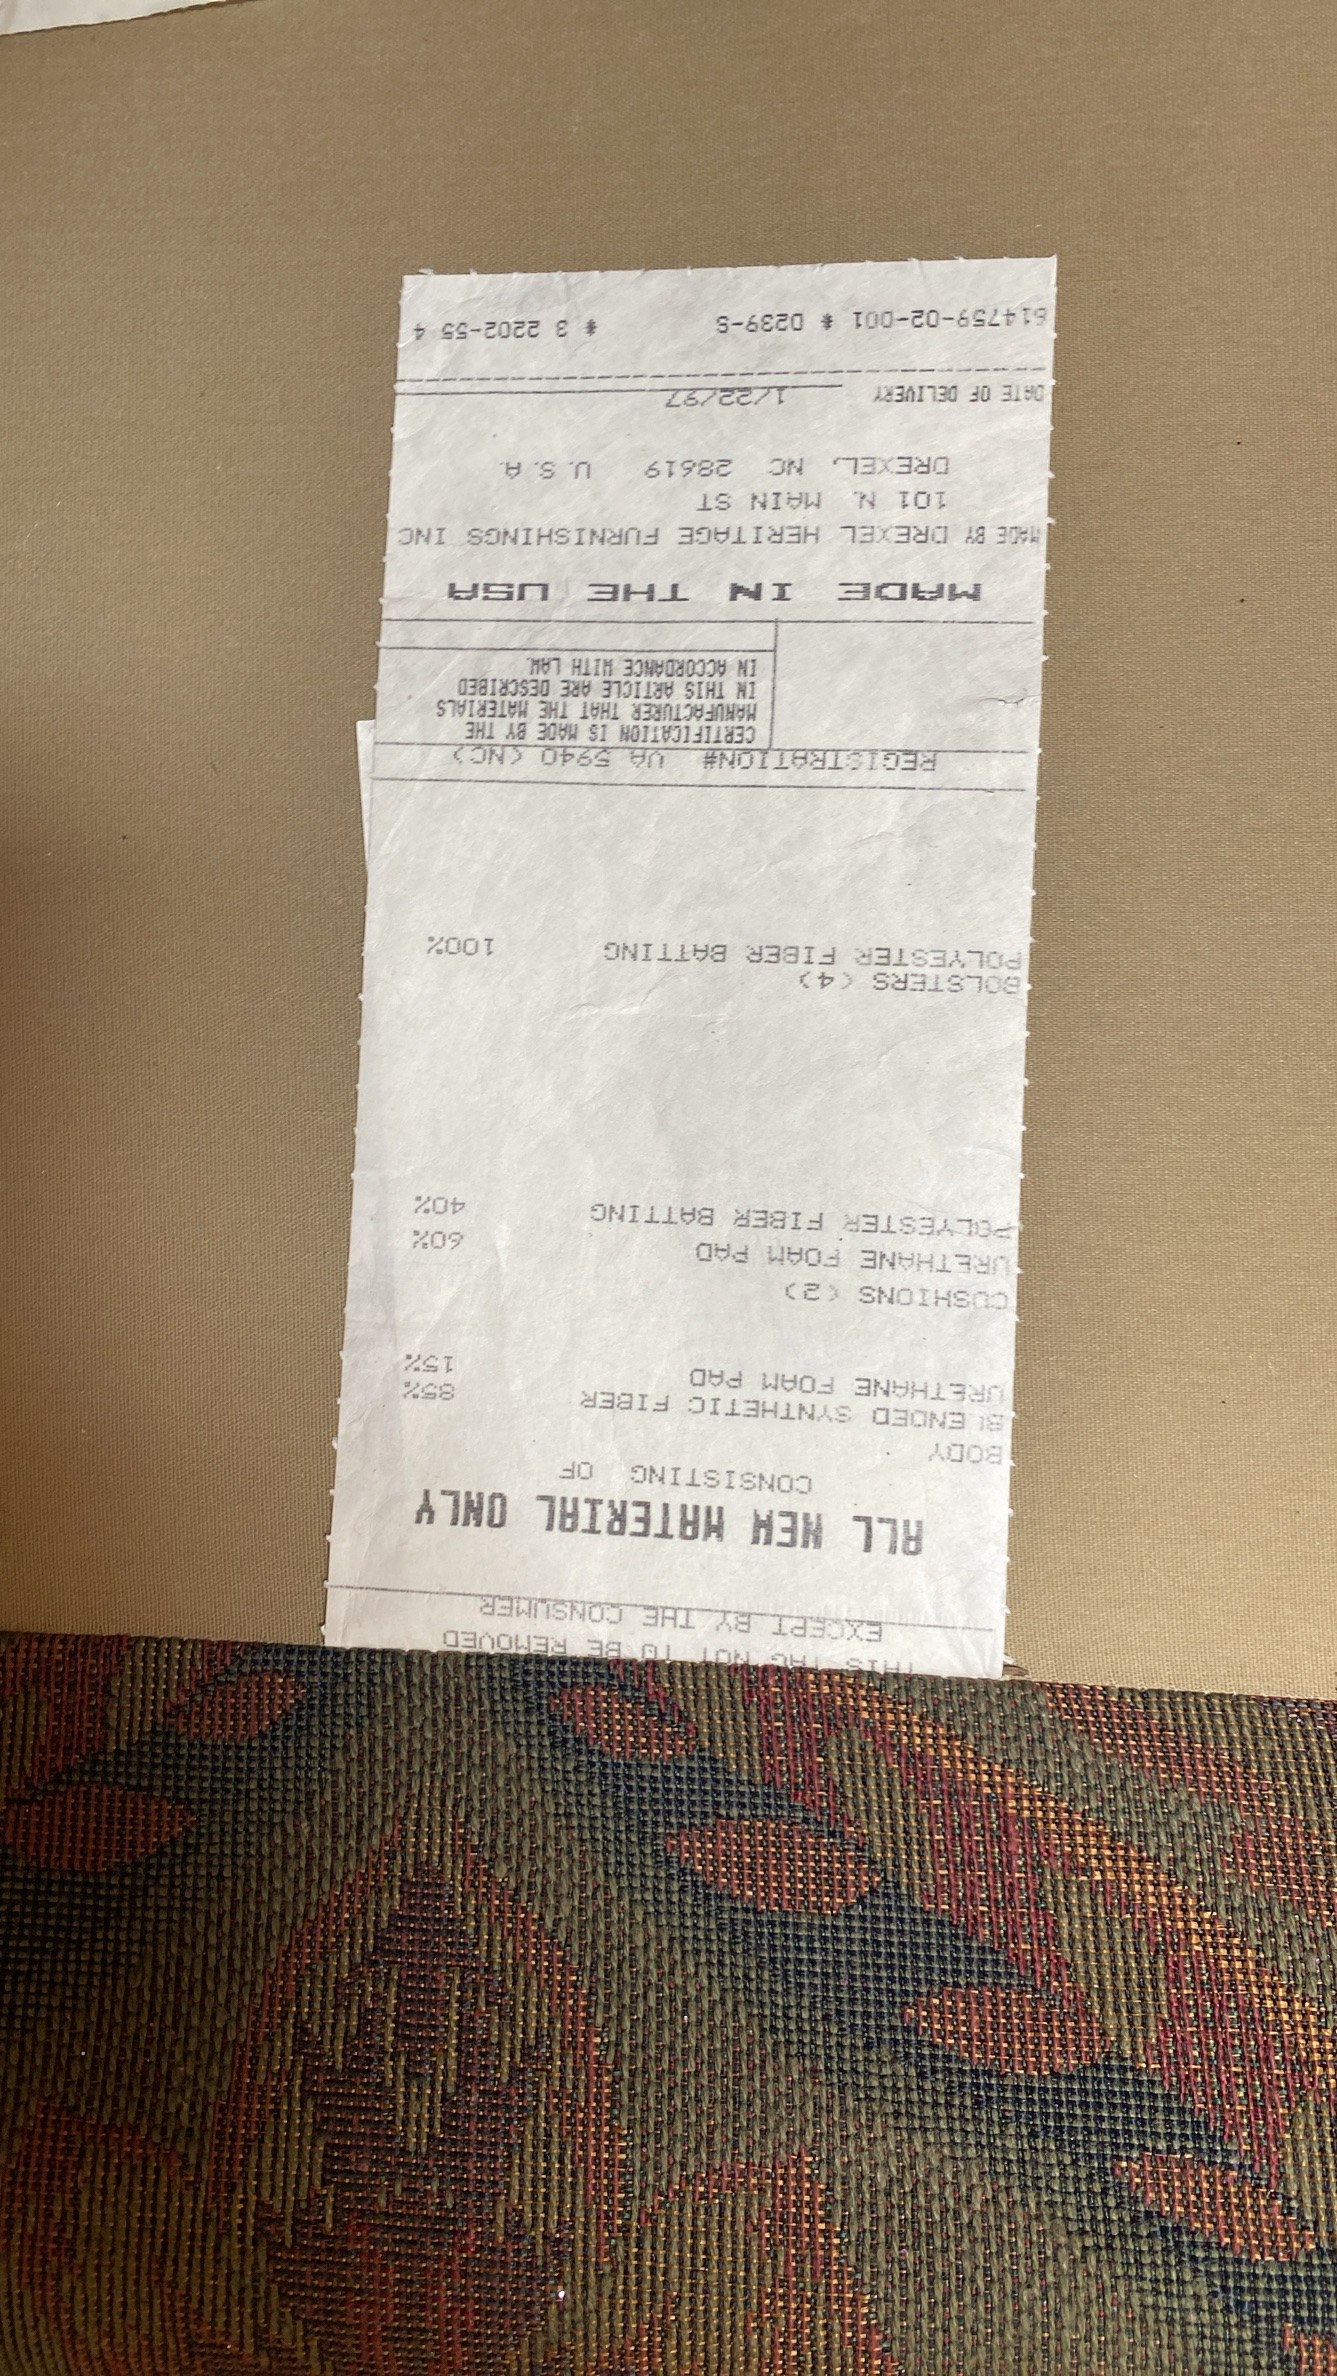 THIS TAG NOT TO BE REMOVED
EXCEPT BY THE CONSUMER
ALL NEW MATERIAL ONLY
CONSISTING OF
BODY
BLENDED SYNTHETIC FIBER 85%
URETHANE FOAM PAD 15%
CUSHIONS (2)
URETHANE FOAM PAD 60%
POLYESTER FIBER BATTING 40%
BOLSTERS (4)
POLYESTER FIBER BATTING 100%
REGISTRATION# VA 5940 (NC)
CERTIFICATION IS MADE BY THE
MANUFACTURER THAT THE MATERIALS
IN THIS ARTICLE ARE DESCRIBED
IN ACCORDANCE WITH LAW.
MADE IN THE USA
MADE BY DREXEL HERITAGE FURNISHINGS INC
101 N. MAIN ST
DREXEL, NC 28619 U.S.A.
DATE OF DELIVERY 1/22/97
614759-02-001 * D239-S * 3 2202-55 4